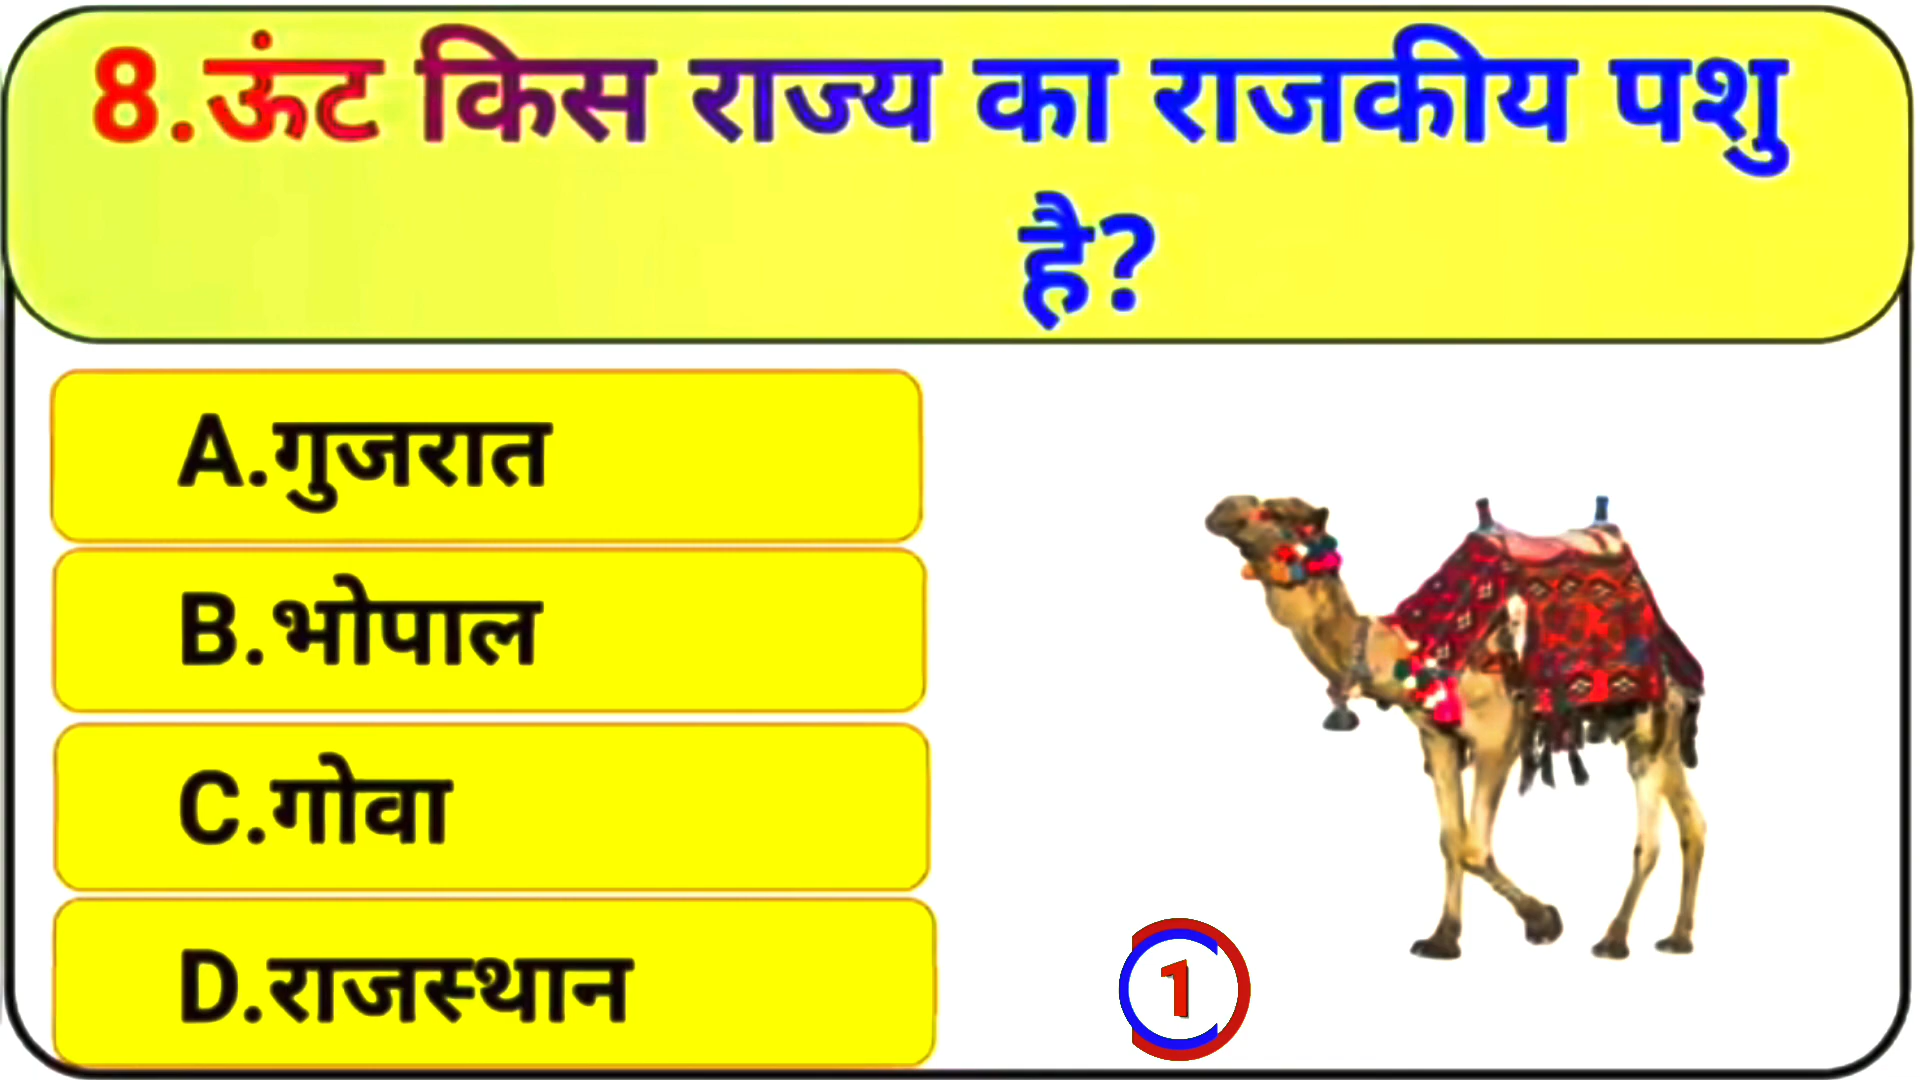 8.ऊंट किस राज्य का राजकीय पशु
है?
A.गुजरात
B.भोपाल
C.गोवा
D.राजस्थान
1